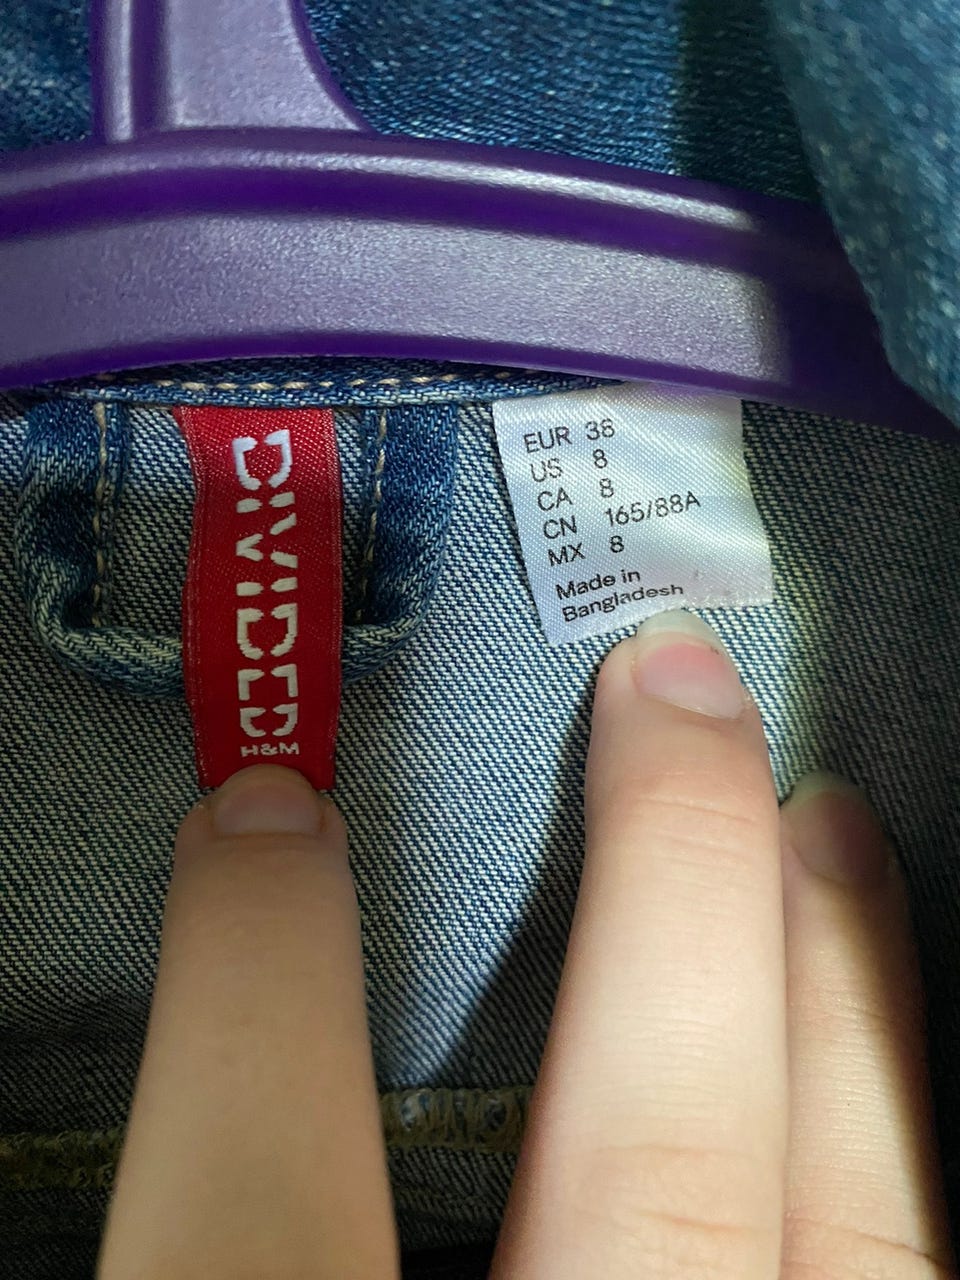 DIVIDED
H&M
EUR 38
US 8
CA 8
CN 165/88A
MX 8
Made in
Bangladesh